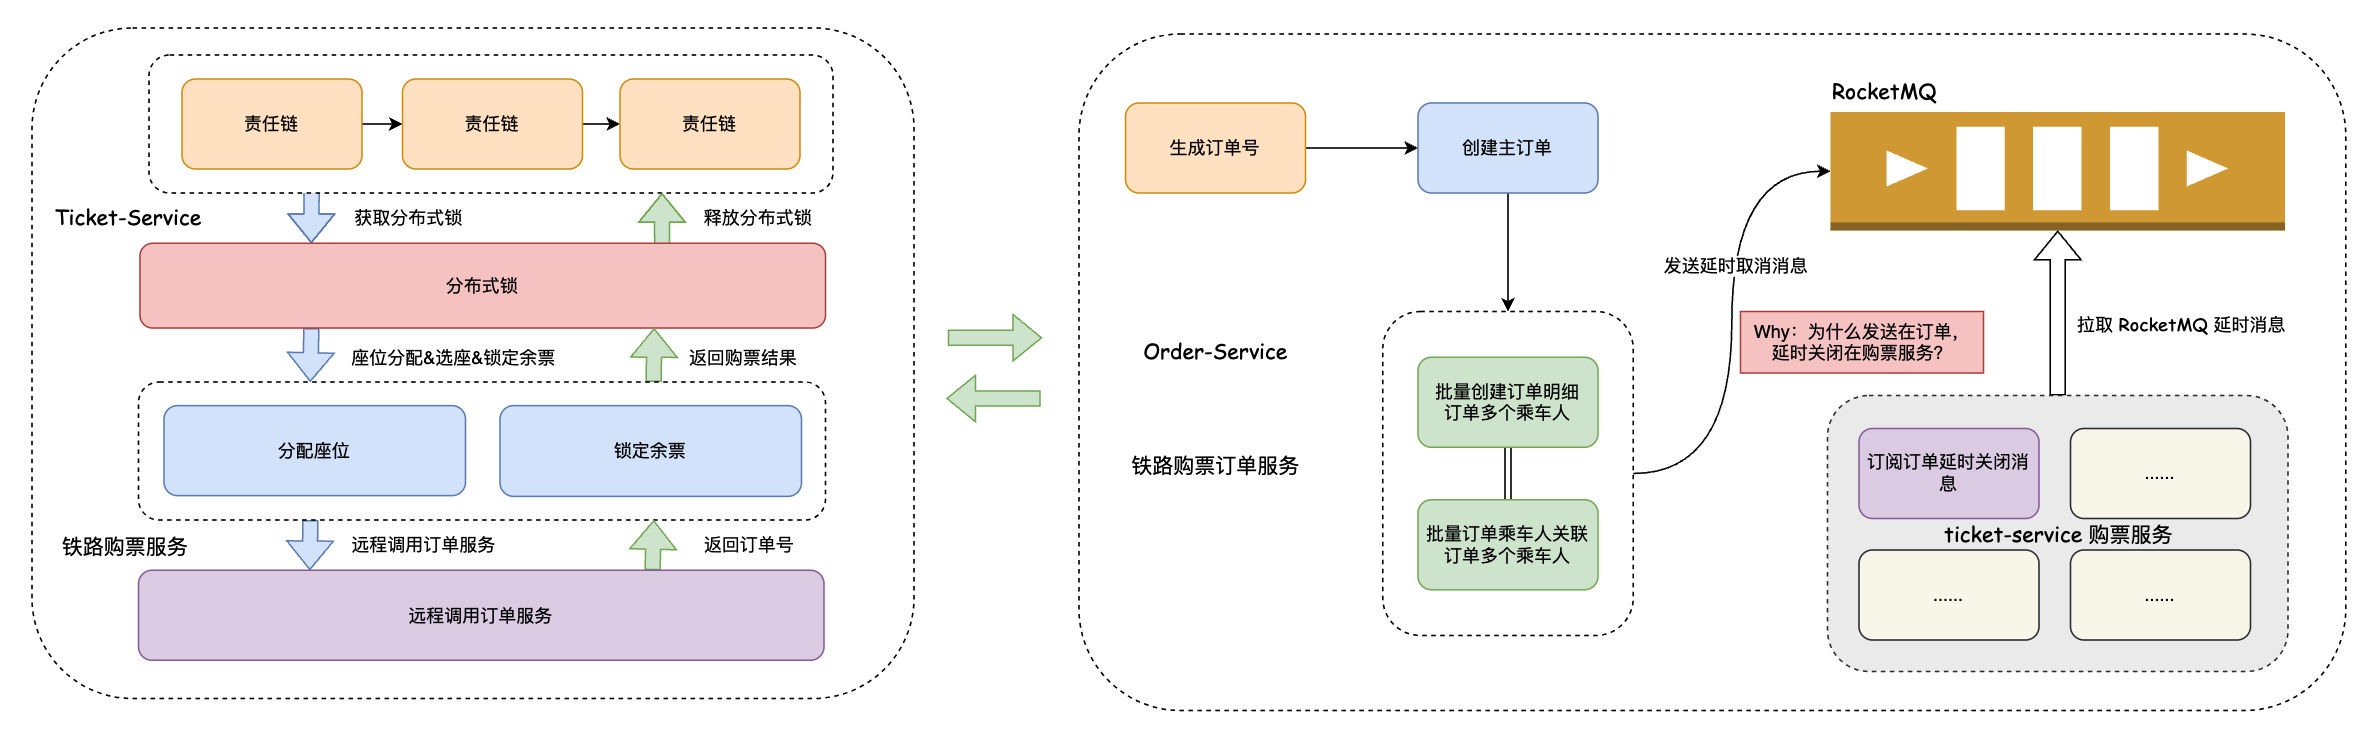 责任链
责任链
责任链
Ticket-Service
获取分布式锁
释放分布式锁
分布式锁
座位分配&选座&锁定余票
返回购票结果
分配座位
锁定余票
铁路购票服务
远程调用订单服务
返回订单号
远程调用订单服务
生成订单号
创建主订单
RocketMQ
发送延时取消消息
Why：为什么发送在订单，
延时关闭在购票服务？
拉取 RocketMQ 延时消息
Order-Service
铁路购票订单服务
批量创建订单明细
订单多个乘车人
批量订单乘车人关联
订单多个乘车人
订阅订单延时关闭消
息
......
ticket-service 购票服务
......
......